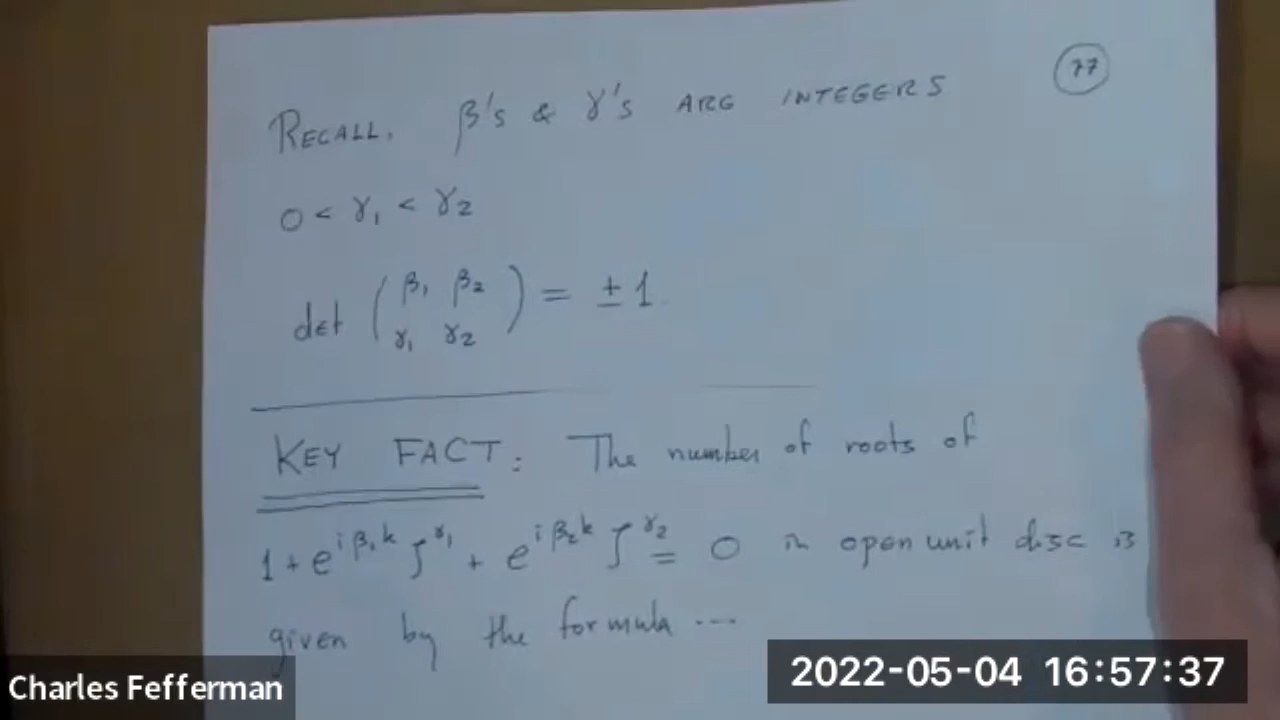 77
RECALL. β's & γ's ARE INTEGERS
0 < γ₁ < γ₂
det ( β₁ β₂
γ₁ γ₂ ) = ± 1.
KEY FACT: The number of roots of
1 + e^{iβ₁k} ζ^{γ₁} + e^{iβ₂k} ζ^{γ₂} = 0 in open unit disc is
given by the formula ...
Charles Fefferman
2022-05-04 16:57:37